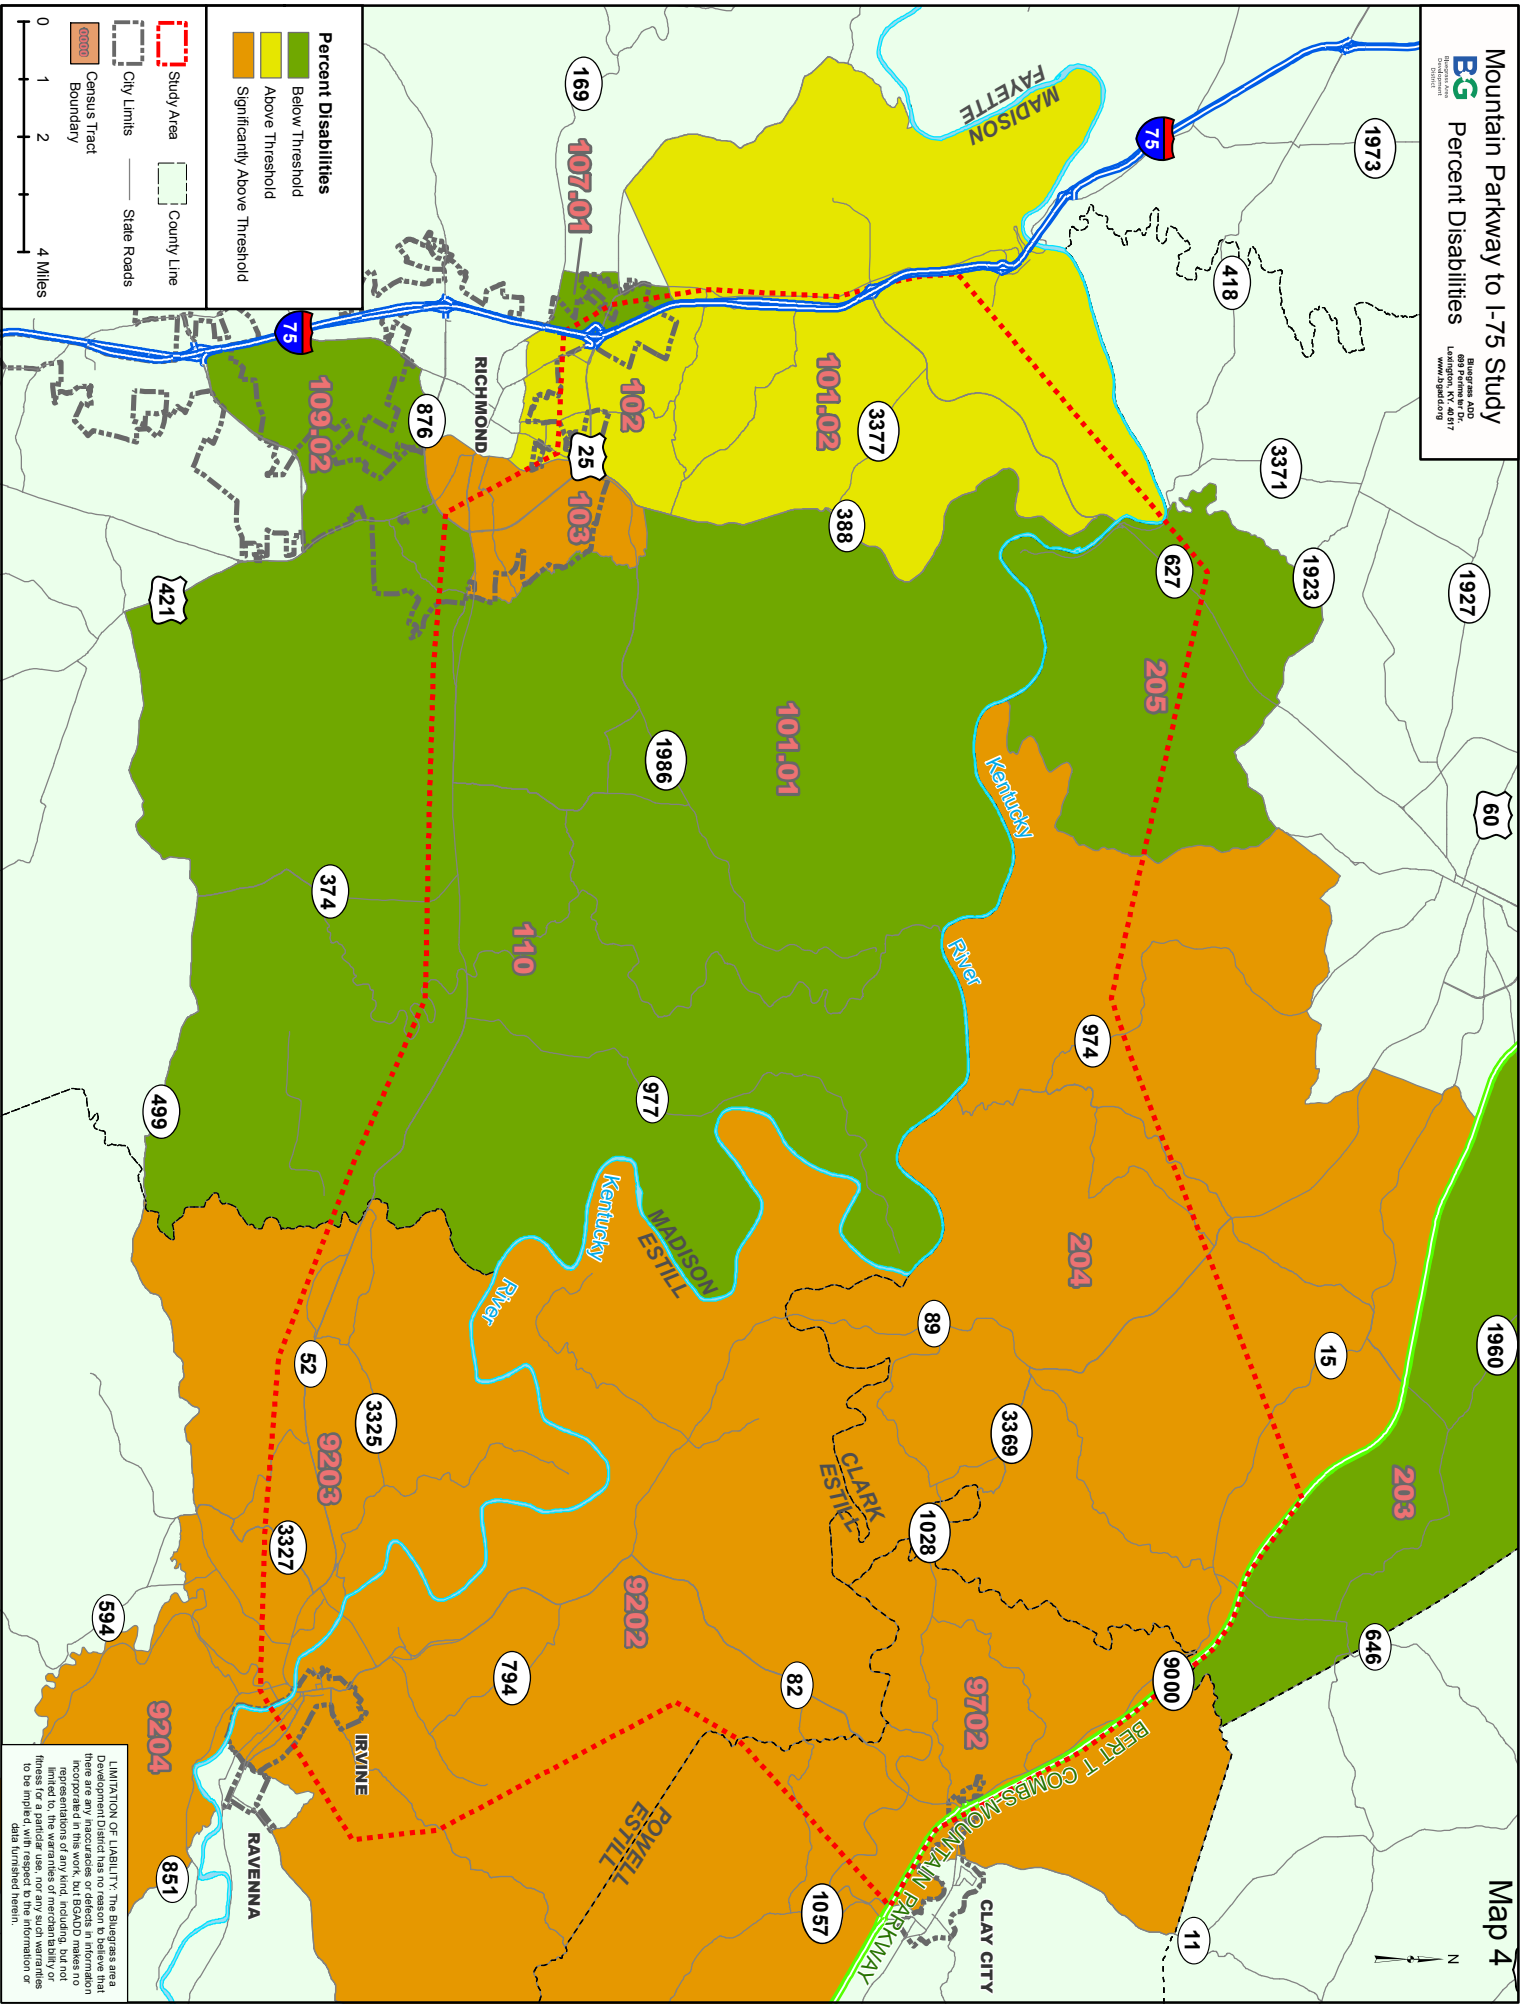 Mountain Parkway to I-75 Study
Percent Disabilities
BG
Bluegrass Area
Development
District
Bluegrass ADD
699 Perimeter Dr.
Lexington, KY. 40517
www.bgadd.org
Map 4
N
Percent Disabilities
Below Threshold
Above Threshold
Significantly Above Threshold
Study Area
City Limits
0000
Census Tract
Boundary
County Line
State Roads
0
1
2
4 Miles
1973
418
3371
1923
1927
60
75
MADISON
FAYETTE
169
107.01
101.02
102
3377
388
25
103
RICHMOND
876
75
109.02
421
627
205
101.01
1986
110
374
977
499
Kentucky
River
974
204
1960
15
203
646
89
3369
1028
CLARK
ESTILL
MADISON
ESTILL
Kentucky
River
52
3325
9203
3327
594
9204
9202
794
82
9702
9000
BERT T COMBS-MOUNTAIN PARKWAY
POWELL
ESTILL
1057
CLAY CITY
11
IRVINE
RAVENNA
851
LIMITATION OF LIABILITY: The Bluegrass area
Development District has no reason to believe that
there are any inaccuracies or defects in information
incorporated in this work, but BGADD makes no
representations of any kind, including, but not
limited to, the warranties of merchantability or
fitness for a particular use, nor any such warranties
to be implied, with respect to the information or
data furnished herein.